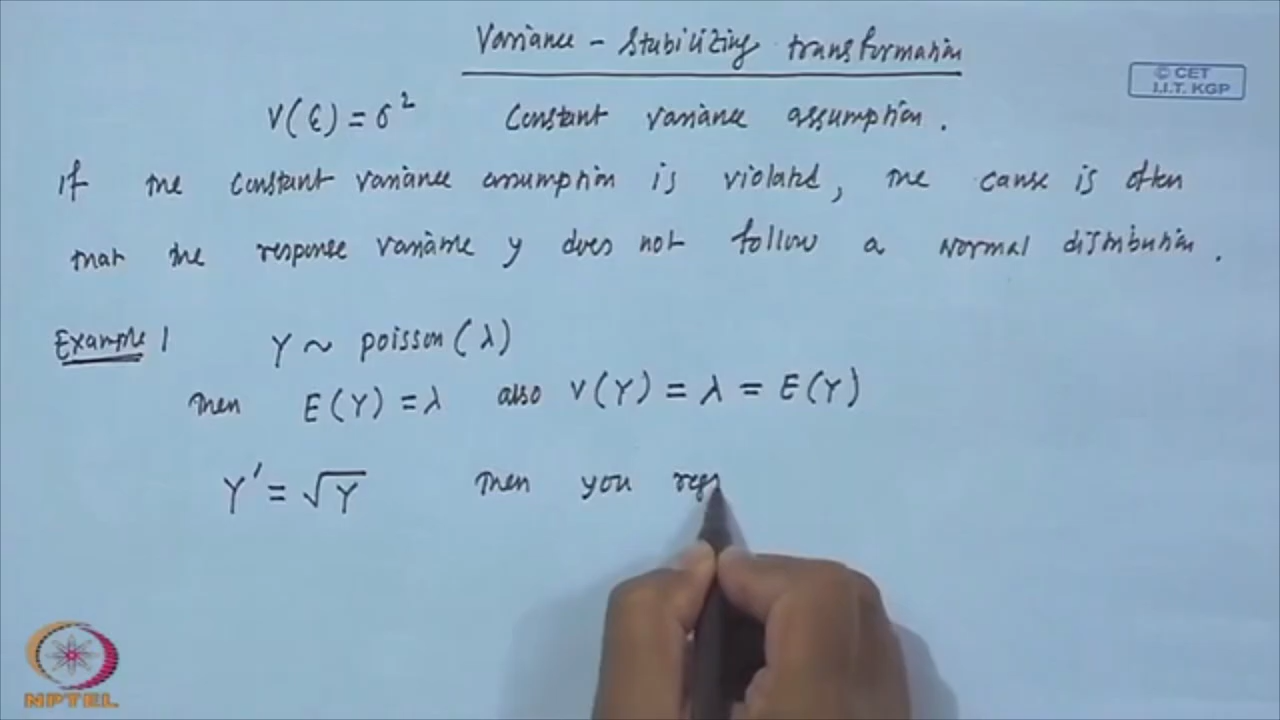 Variance - Stabilizing transformation
© CET
I.I.T. KGP
V(ε) = σ² Constant variance assumption.
If the constant variance assumption is violated, the cause is often
that the response variable y does not follow a Normal distribution.
Example 1 Y ~ poisson(λ)
Then E(Y) = λ also V(Y) = λ = E(Y)
Y' = √Y Then you regr
NPTEL